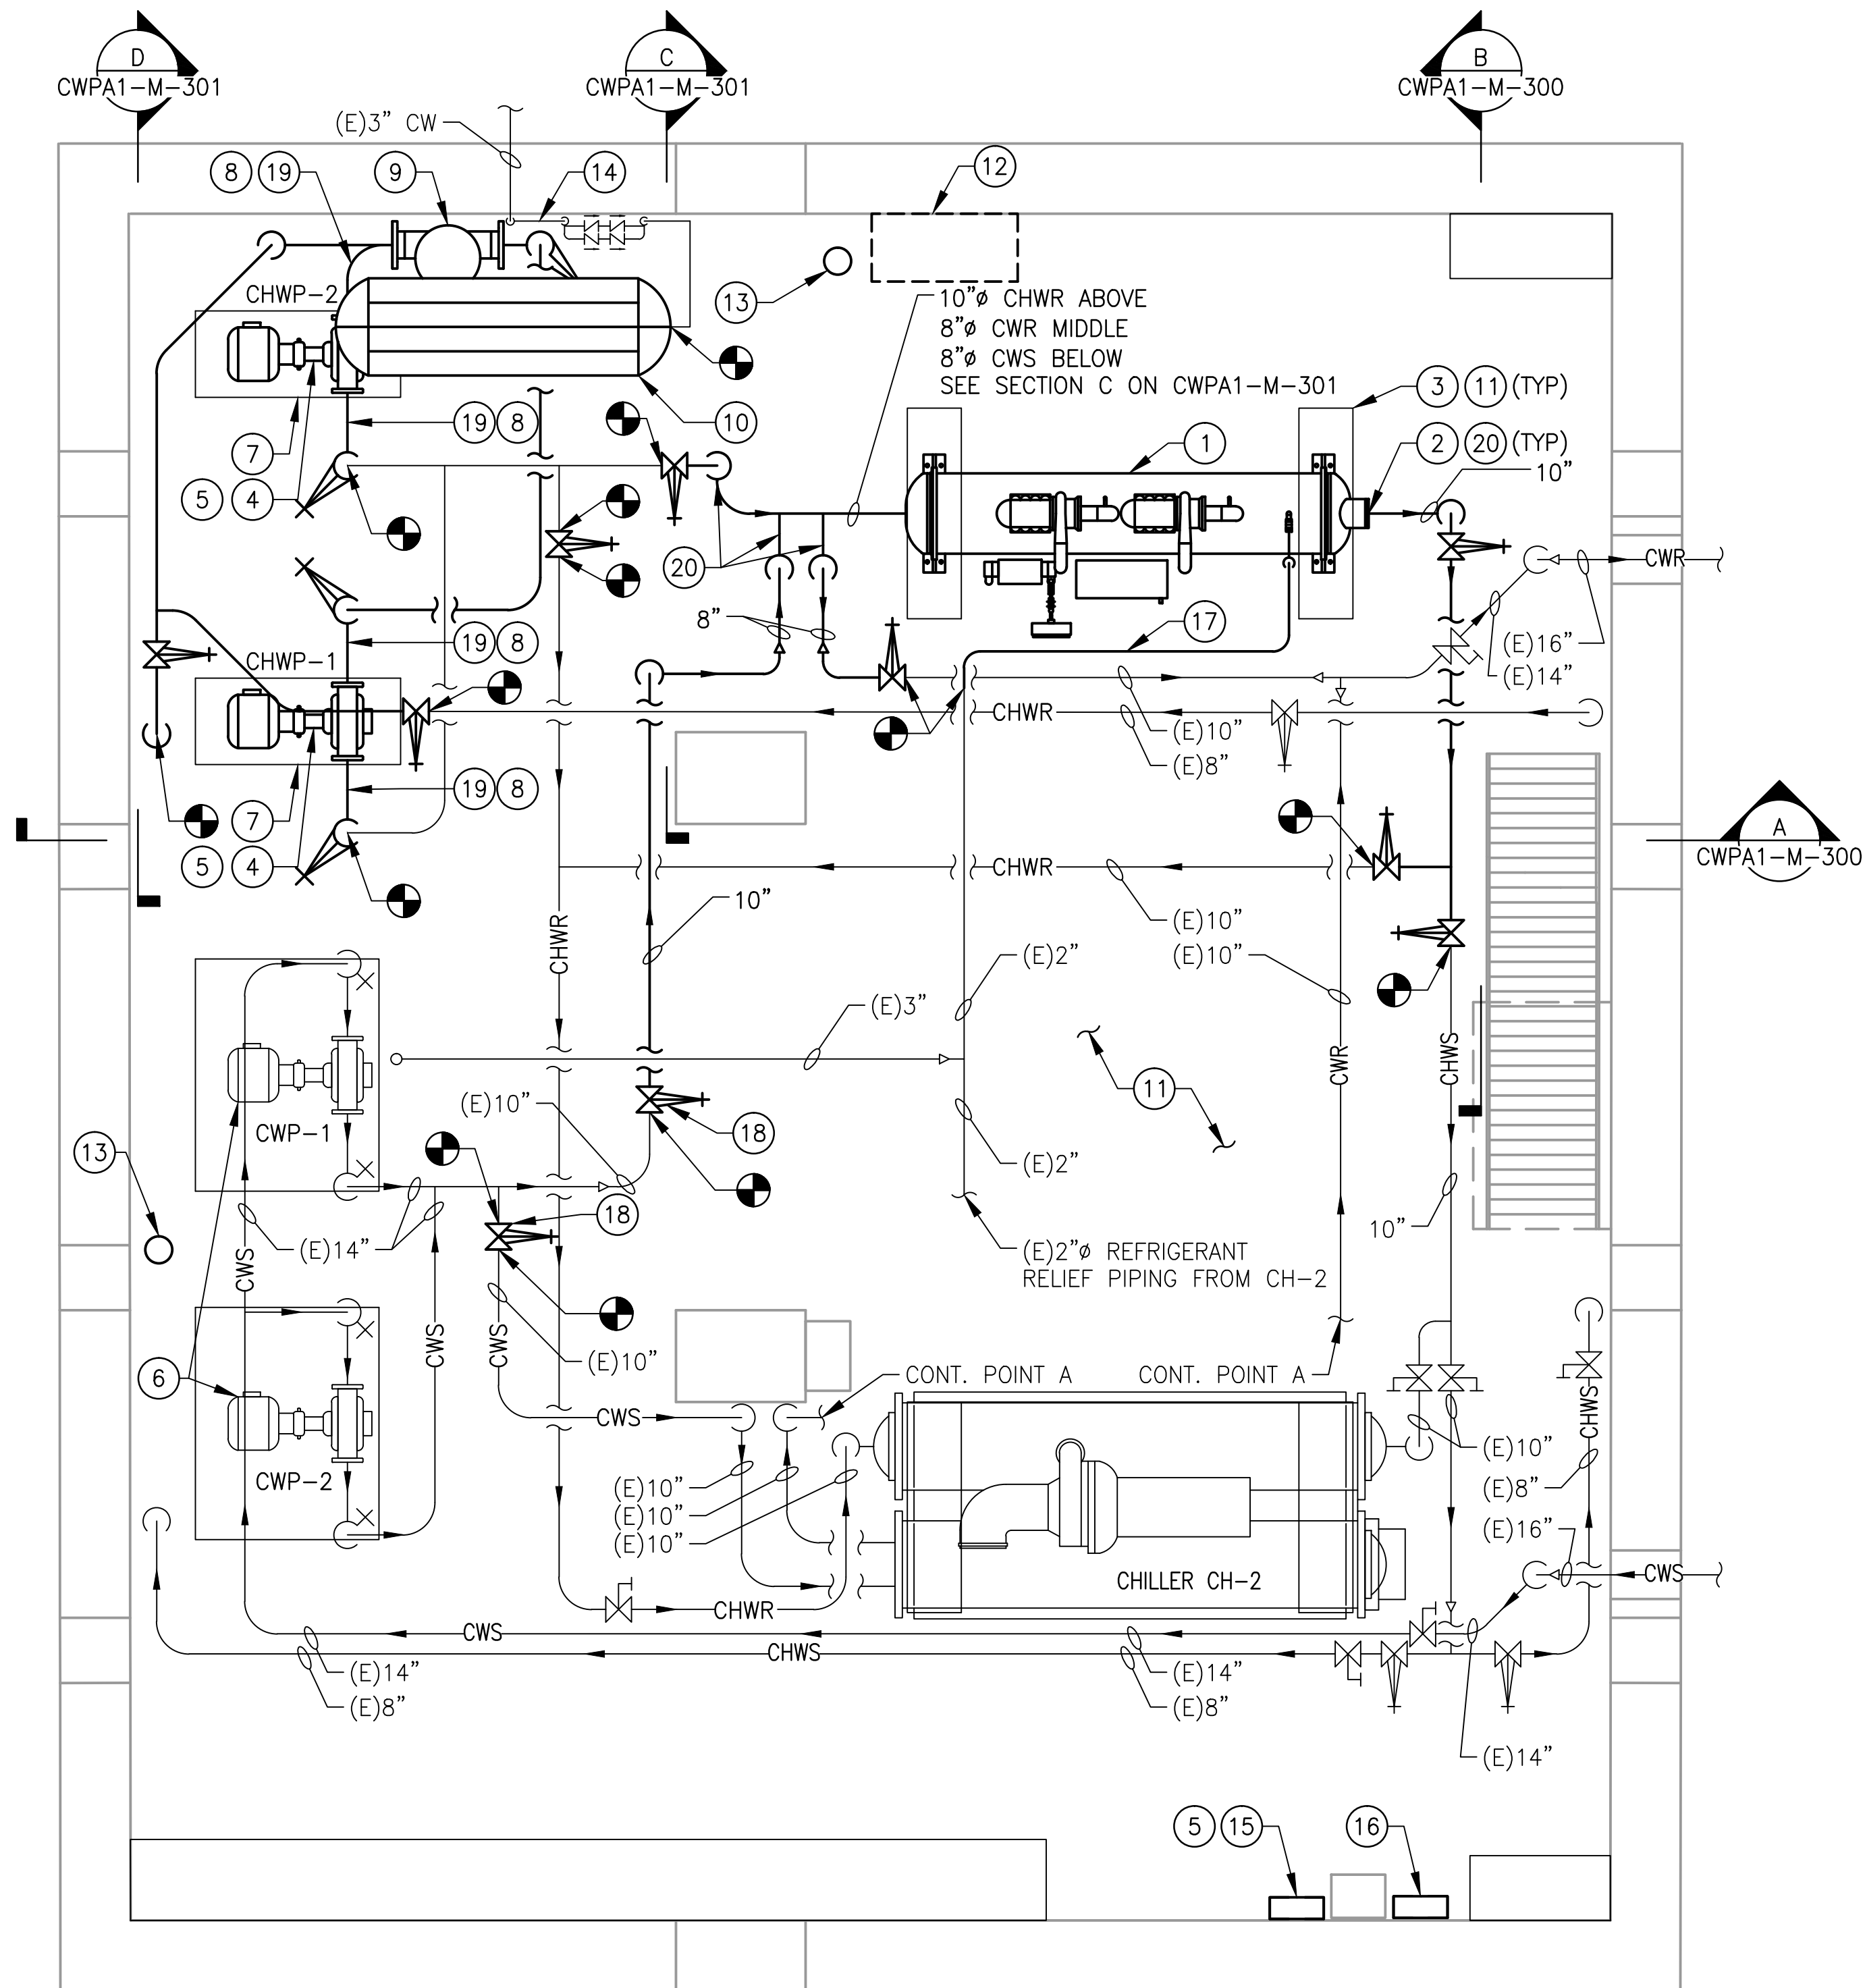 D
CWPA1-M-301
C
CWPA1-M-301
B
CWPA1-M-300
(E)3" CW
8 19
9
14
12
CHWP-2
13
10"ø CHWR ABOVE
8"ø CWR MIDDLE
8"ø CWS BELOW
SEE SECTION C ON CWPA1-M-301
3 11 (TYP)
19 8
10
1
2 20 (TYP)
10"
7
5 4
20
CWR
8"
17
19 8
CHWP-1
(E)16"
(E)14"
CHWR
(E)10"
(E)8"
19 8
7
5 4
A
CWPA1-M-300
CHWR
10"
(E)10"
(E)10"
CHWR
(E)2"
(E)3"
CWR
CHWS
11
(E)10"
CWP-1
18
13
(E)2"
18
10"
(E)14"
(E)2"ø REFRIGERANT
RELIEF PIPING FROM CH-2
CWS
CWS
CWS
(E)10"
6
CONT. POINT A
CONT. POINT A
CWS
CHWS
(E)10"
CWP-2
(E)10"
(E)10"
(E)10"
(E)8"
(E)16"
CHILLER CH-2
CWS
CHWR
CWS
CHWS
(E)14"
(E)8"
(E)14"
(E)8"
(E)14"
5 15
16